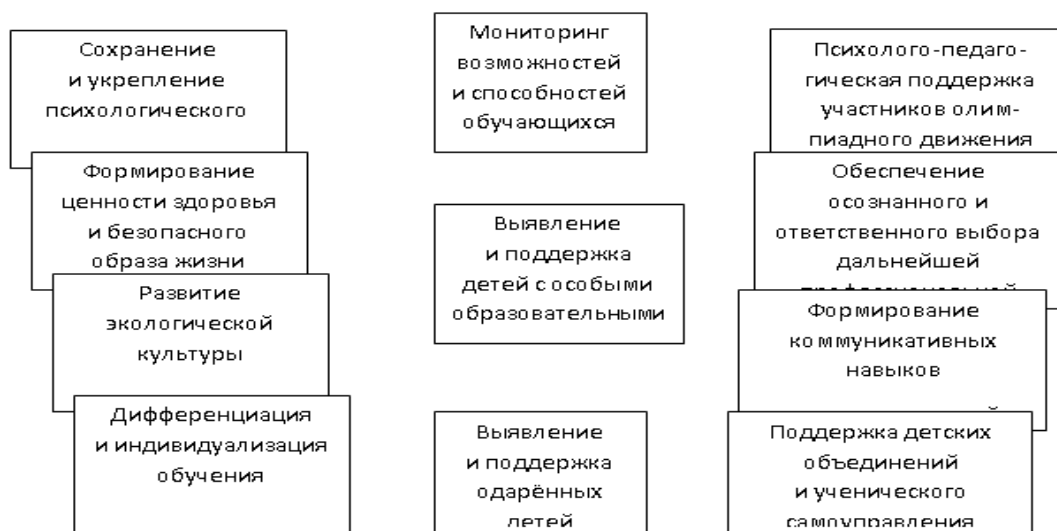 Сохранение
и укрепление
психологического
Формирование
ценности здоровья
и безопасного
образа жизни
Развитие
экологической
культуры
Дифференциация
и индивидуализация
обучения
Мониторинг
возможностей
и способностей
обучающихся
Выявление
и поддержка
детей с особыми
образовательными
Выявление
и поддержка
одарённых
детей
Психолого-педаго-
гическая поддержка
участников олим-
пиадного движения
Обеспечение
осознанного и
ответственного выбора
дальнейшей
Формирование
коммуникативных
навыков
Поддержка детских
объединений
и ученического
самоуправления